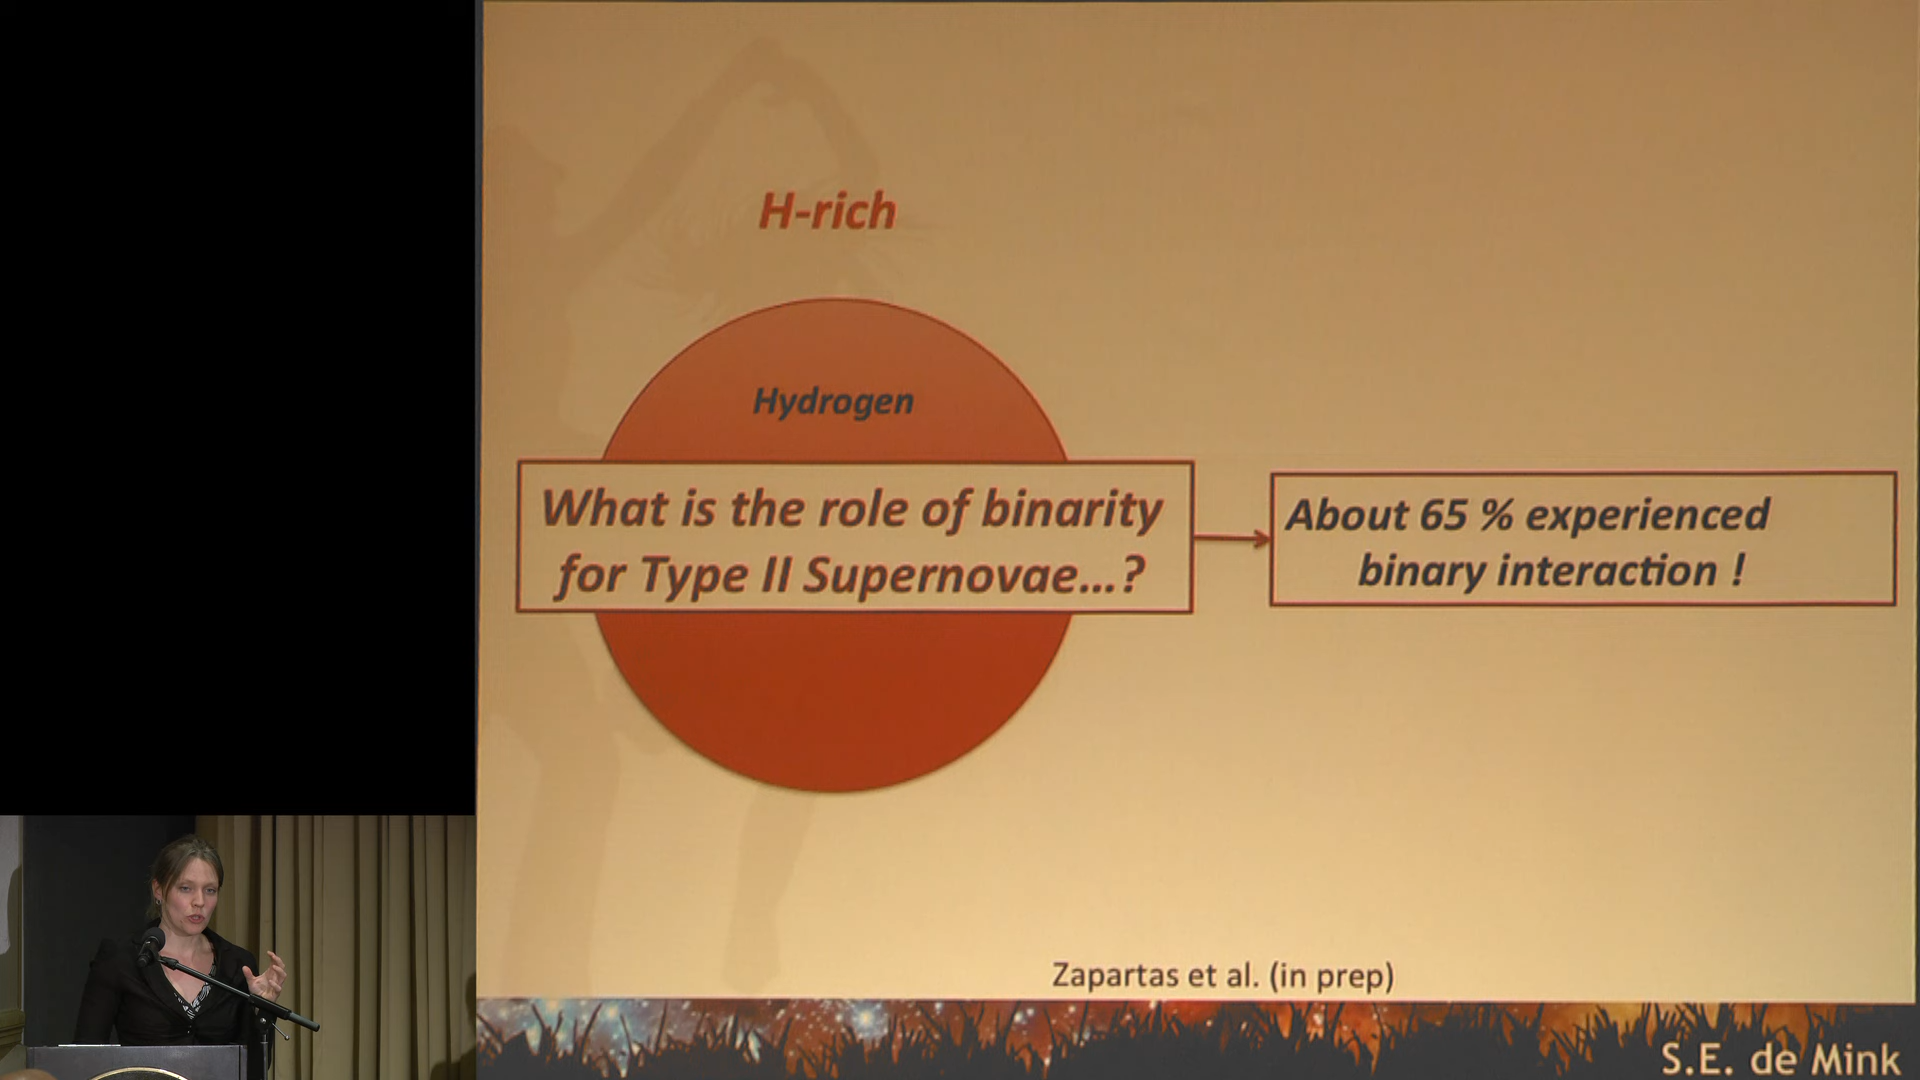 H-rich
Hydrogen
What is the role of binarity
for Type II Supernovae...?
About 65 % experienced
binary interaction !
Zapartas et al. (in prep)
S.E. de Mink